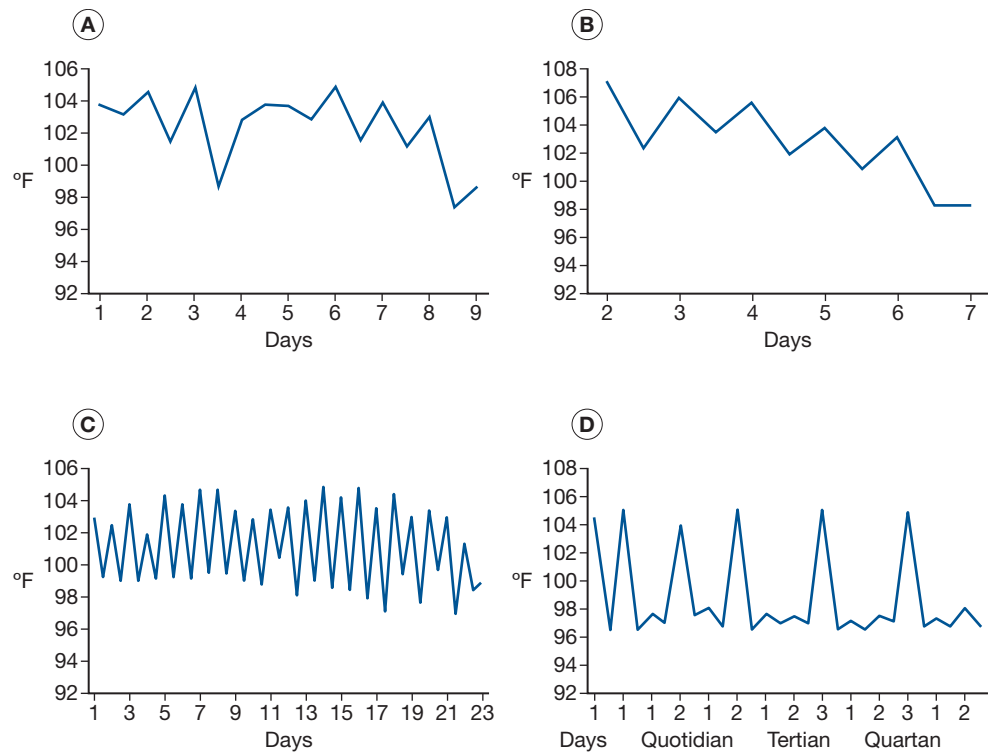 A
106
104
102
100
98
96
94
92
°F
1 2 3 4 5 6 7 8 9
Days
B
108
106
104
102
100
98
96
94
92
°F
2 3 4 5 6 7
Days
C
106
104
102
100
98
96
94
92
°F
1 3 5 7 9 11 13 15 17 19 21 23
Days
D
108
106
104
102
100
98
96
94
92
°F
1 1 1 2 1 2 1 2 3 1 2 3 1 2
Days Quotidian Tertian Quartan